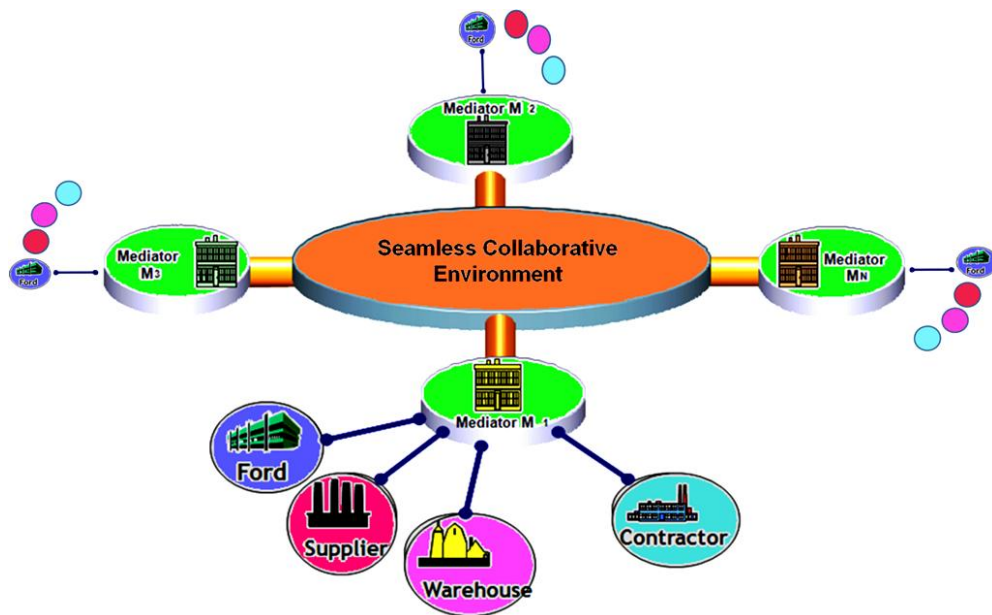 Ford
Mediator M 2
Mediator
M3
Ford
Seamless Collaborative
Environment
Mediator
MN
Ford
Mediator M 1
Ford
Supplier
Warehouse
Contractor